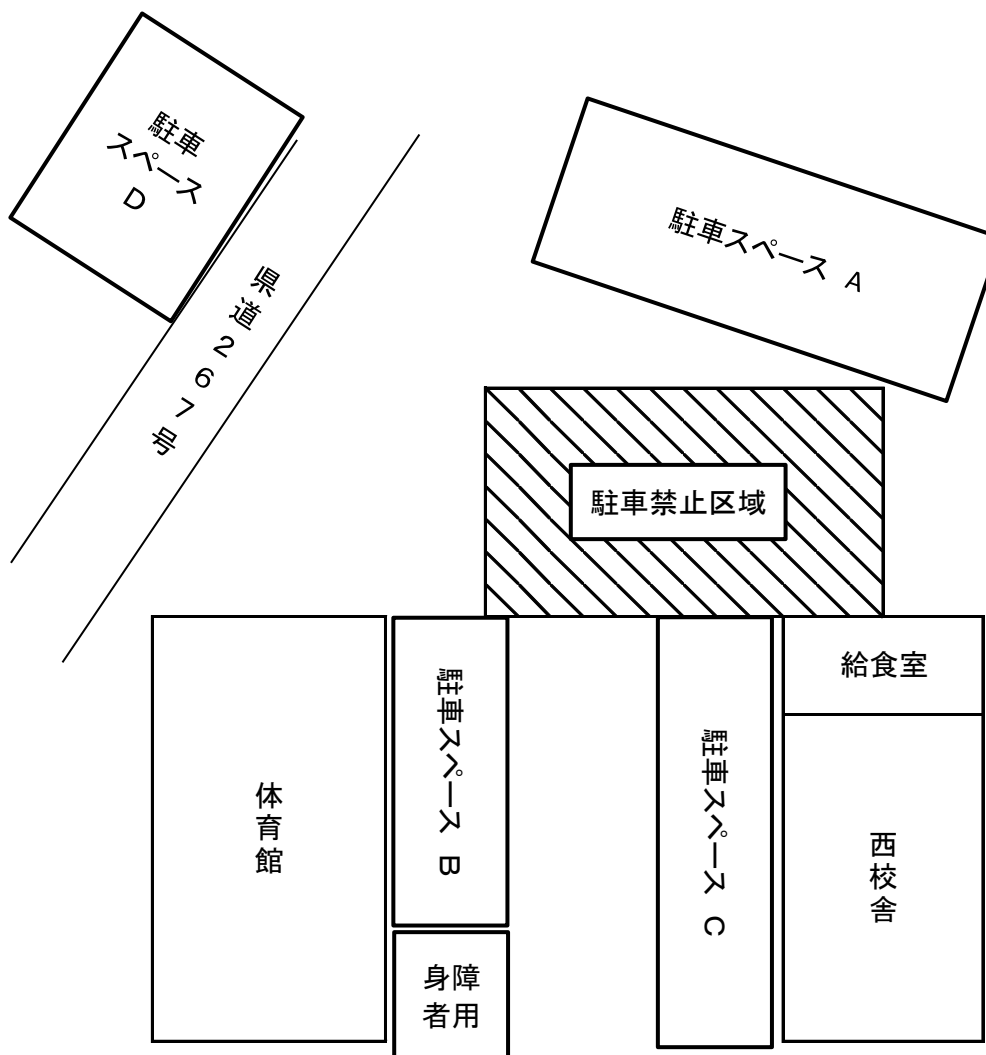 駐車
スペース
D
駐車スペース A
県道267号
駐車禁止区域
給食室
駐車スペース B
駐車スペース C
体育館
西校舎
身障
者用